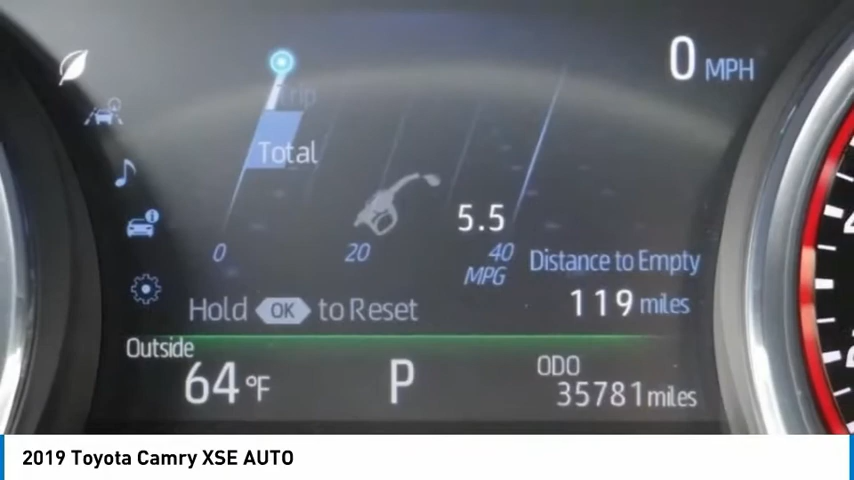 0 MPH
Trip
Total
5.5
0 20 40
MPG
Distance to Empty
119 miles
Hold OK to Reset
Outside
64 °F
P
ODO
35781 miles
2019 Toyota Camry XSE AUTO